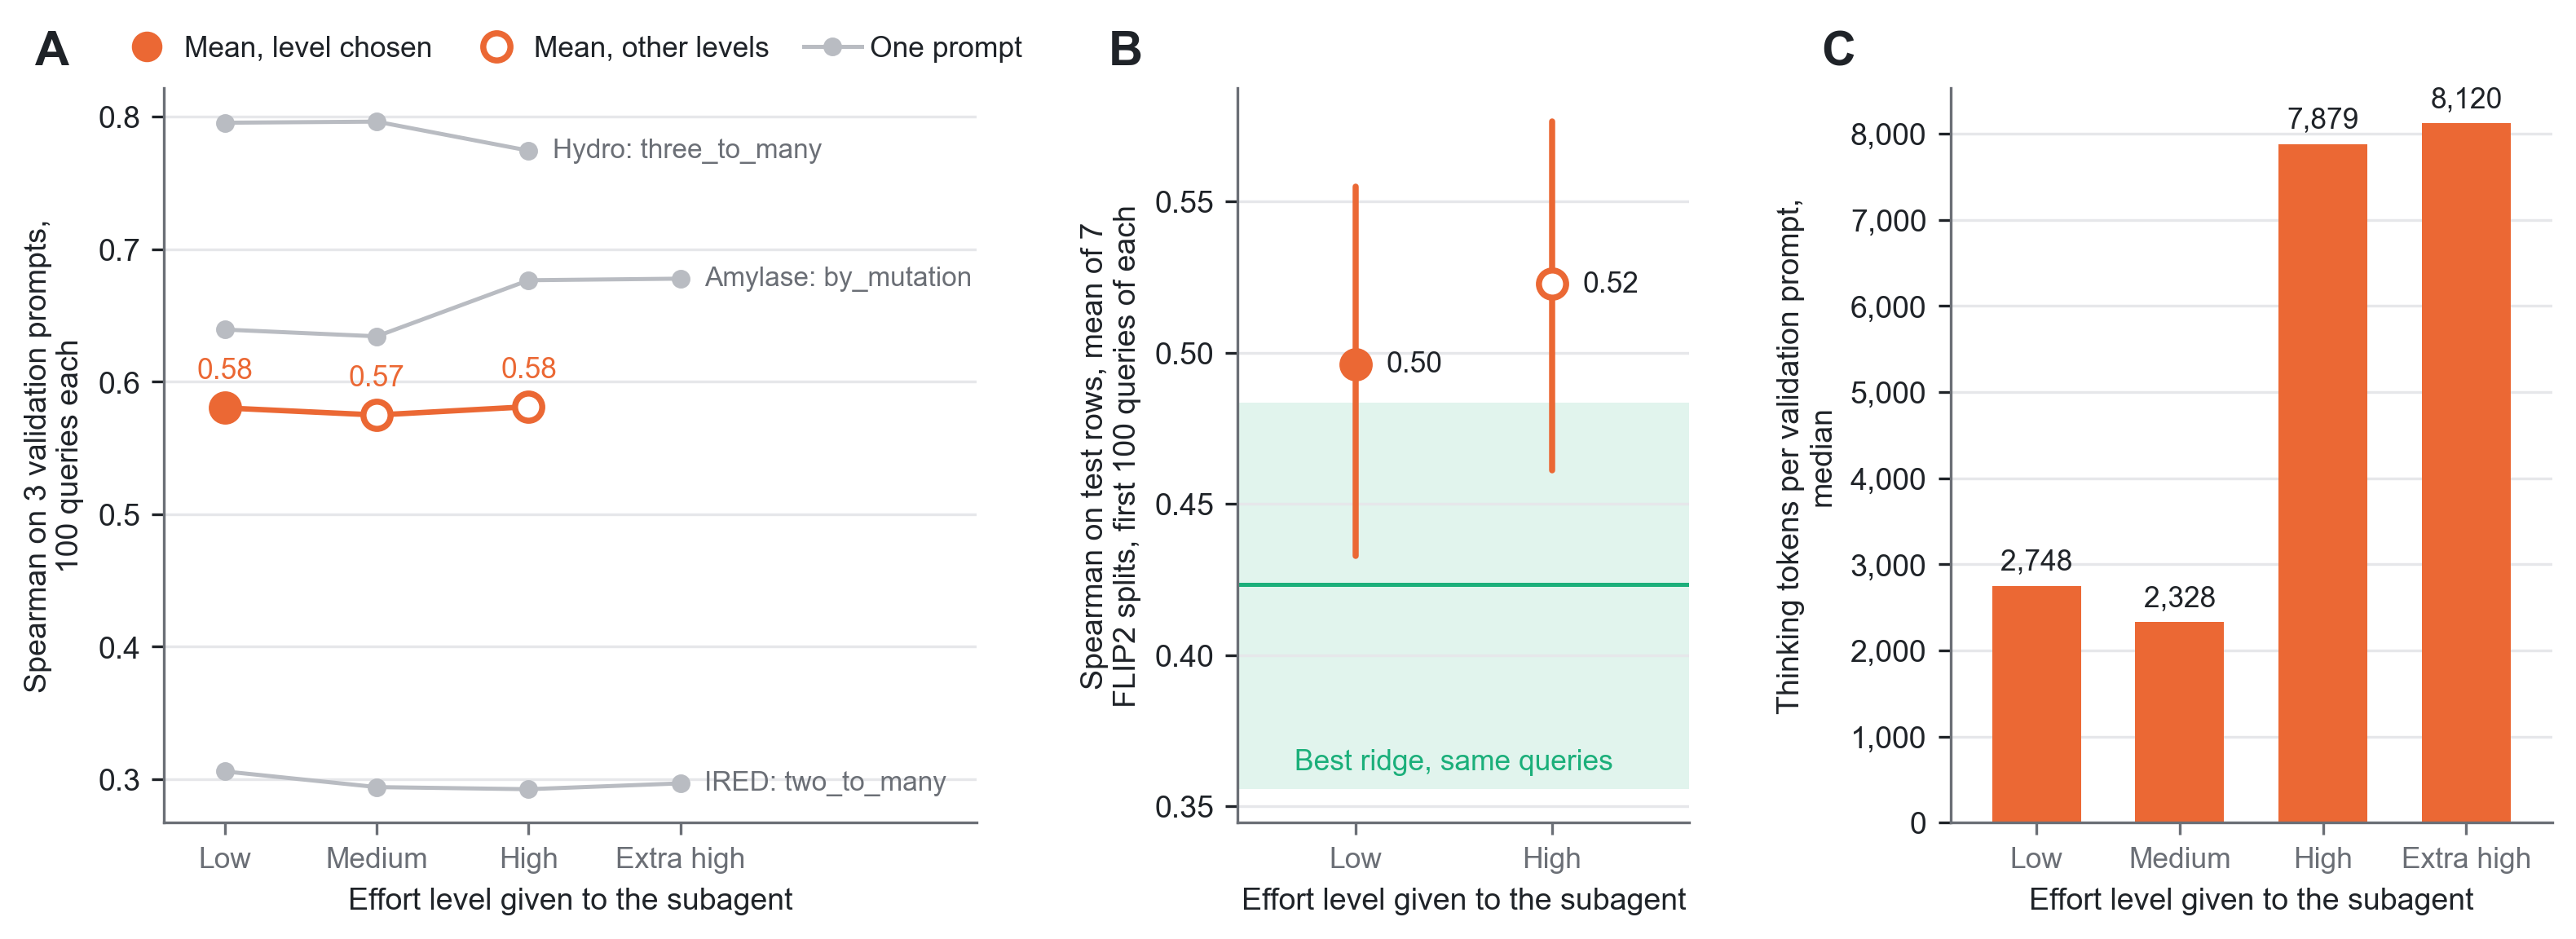 A
Mean, level chosen
Mean, other levels
One prompt
Spearman on 3 validation prompts,
100 queries each
0.8
0.7
0.6
0.5
0.4
0.3
Hydro: three_to_many
Amylase: by_mutation
0.58
0.57
0.58
IRED: two_to_many
Low
Medium
High
Extra high
Effort level given to the subagent
B
Spearman on test rows, mean of 7
FLIP2 splits, first 100 queries of each
0.55
0.50
0.45
0.40
0.35
0.52
0.50
Best ridge, same queries
Low
High
Effort level given to the subagent
C
Thinking tokens per validation prompt,
median
8,000
7,000
6,000
5,000
4,000
3,000
2,000
1,000
0
2,748
2,328
7,879
8,120
Low
Medium
High
Extra high
Effort level given to the subagent